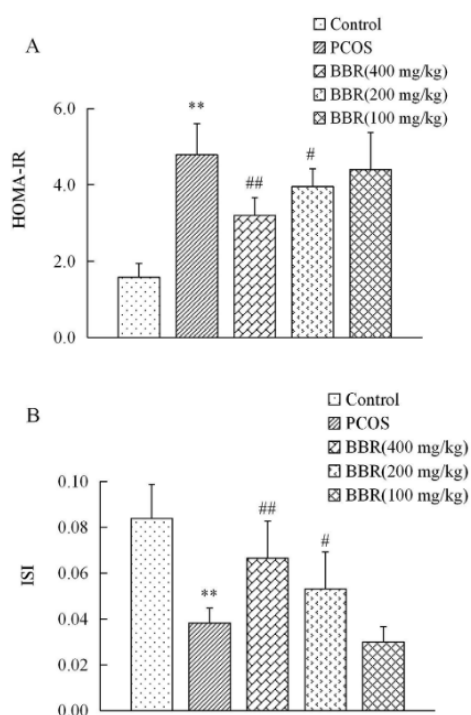 A
Control
PCOS
BBR(400 mg/kg)
BBR(200 mg/kg)
BBR(100 mg/kg)
HOMA-IR
6.0
4.0
2.0
0.0
**
##
#
B
Control
PCOS
BBR(400 mg/kg)
BBR(200 mg/kg)
BBR(100 mg/kg)
ISI
0.10
0.08
0.06
0.04
0.02
0.00
**
##
#